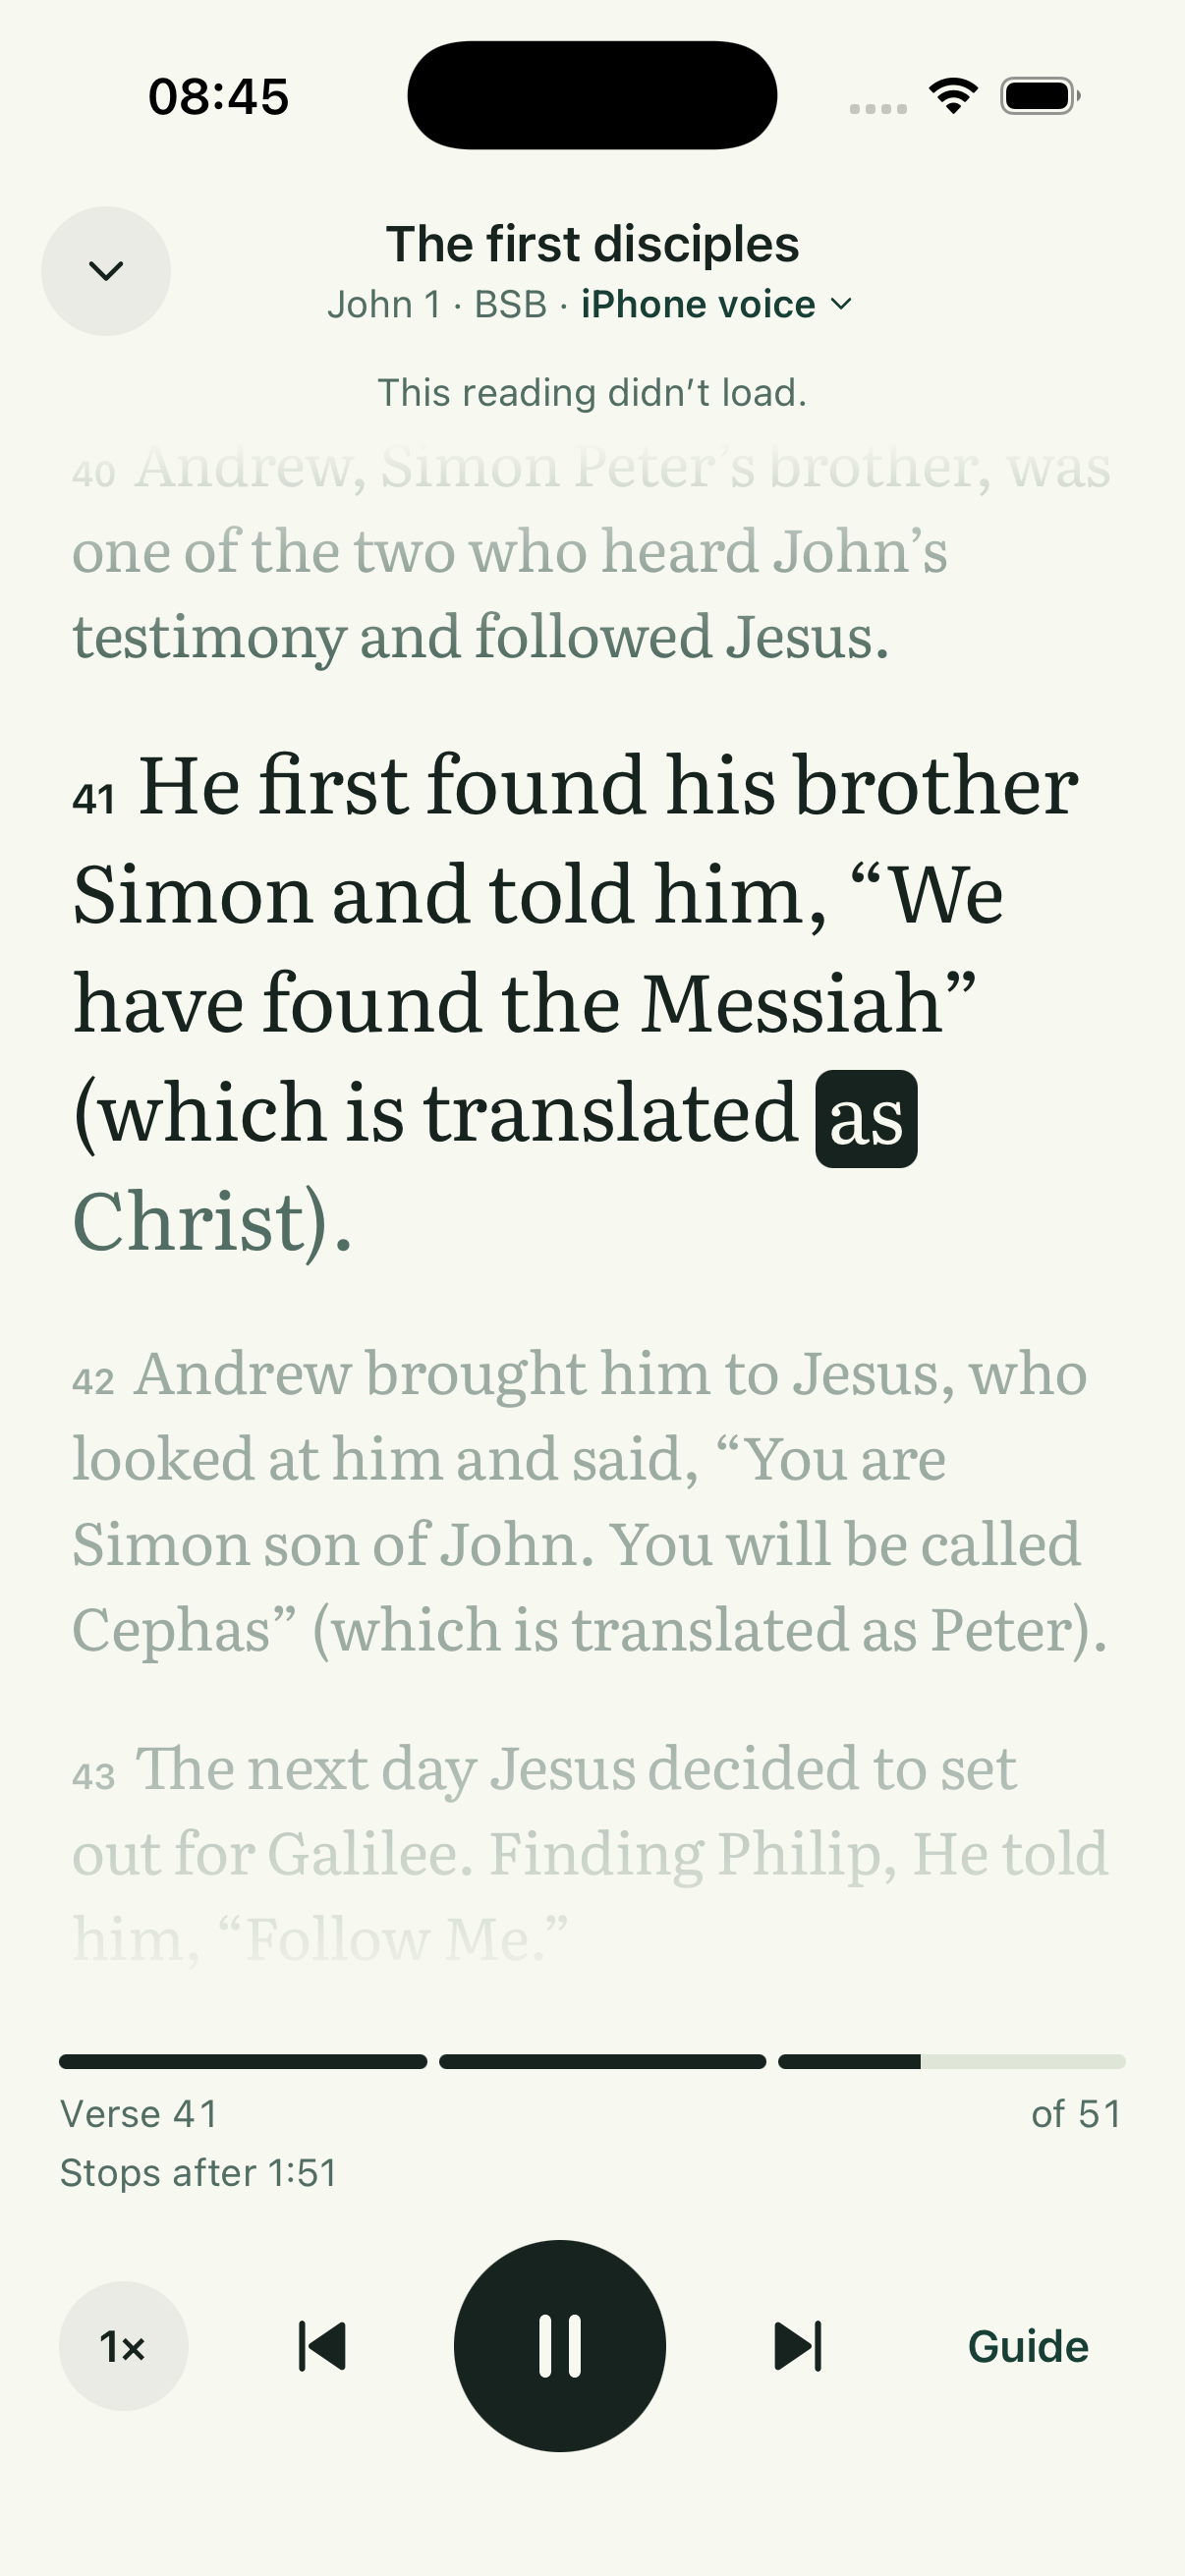 08:45
The first disciples
John 1 · BSB · iPhone voice
This reading didn’t load.
40 Andrew, Simon Peter’s brother, was
one of the two who heard John’s
testimony and followed Jesus.
41 He first found his brother
Simon and told him, “We
have found the Messiah”
(which is translated as
Christ).
42 Andrew brought him to Jesus, who
looked at him and said, “You are
Simon son of John. You will be called
Cephas” (which is translated as Peter).
43 The next day Jesus decided to set
out for Galilee. Finding Philip, He told
him, “Follow Me.”
Verse 41 of 51
Stops after 1:51
1× Guide